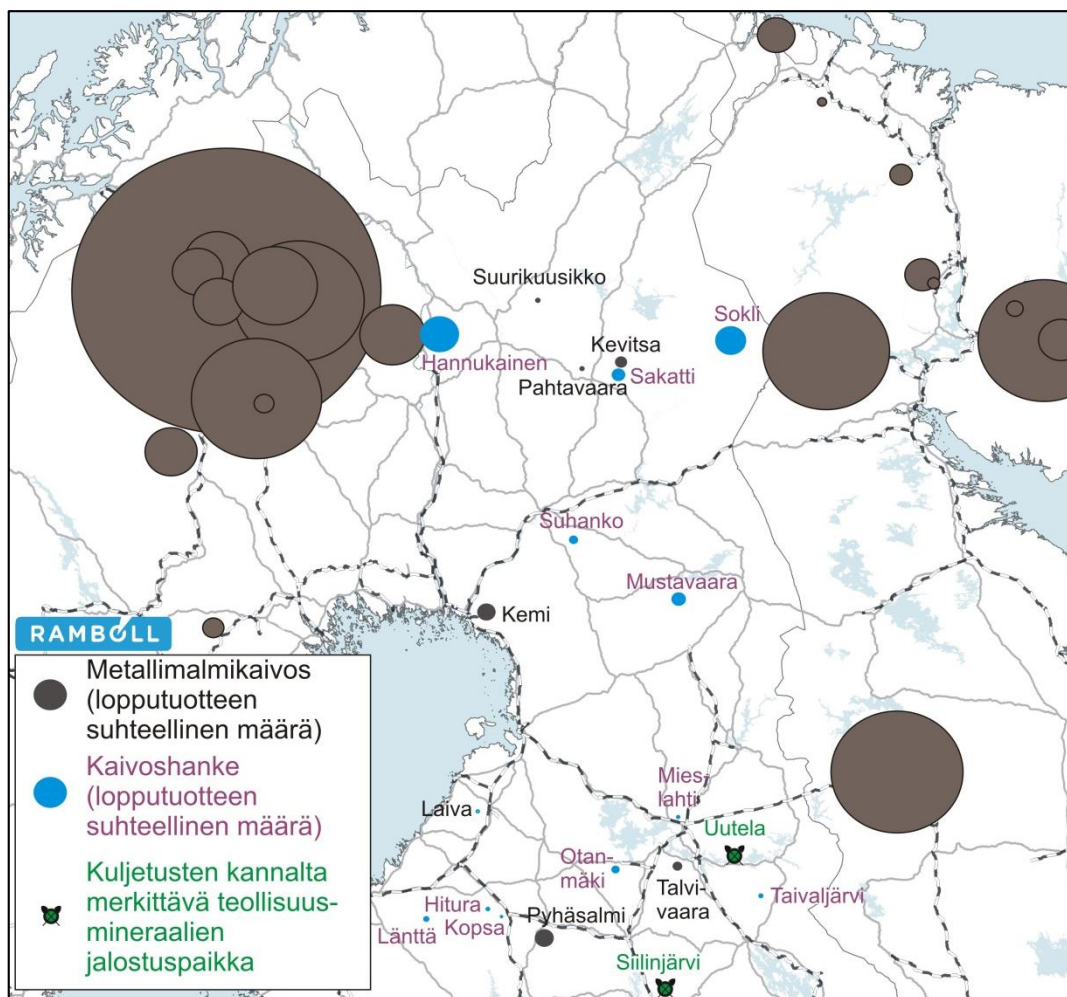 Suurikuusikko
Sokli
Kevitsa
Hannukainen
Sakatti
Pahtavaara
Suhanko
Mustavaara
Kemi
RAMBOLL
Metallimalmikaivos
(lopputuotteen
suhteellinen määrä)
Kaivoshanke
(lopputuotteen
suhteellinen määrä)
Kuljetusten kannalta
merkittävä teollisuus-
mineraalien
jalostuspaikka
Mies-
lahti
Laiva
Uutela
Otan-
mäki
Talvi-
vaara
Taivaljärvi
Hitura
Kopsa
Länttä
Pyhäsalmi
Siilinjärvi